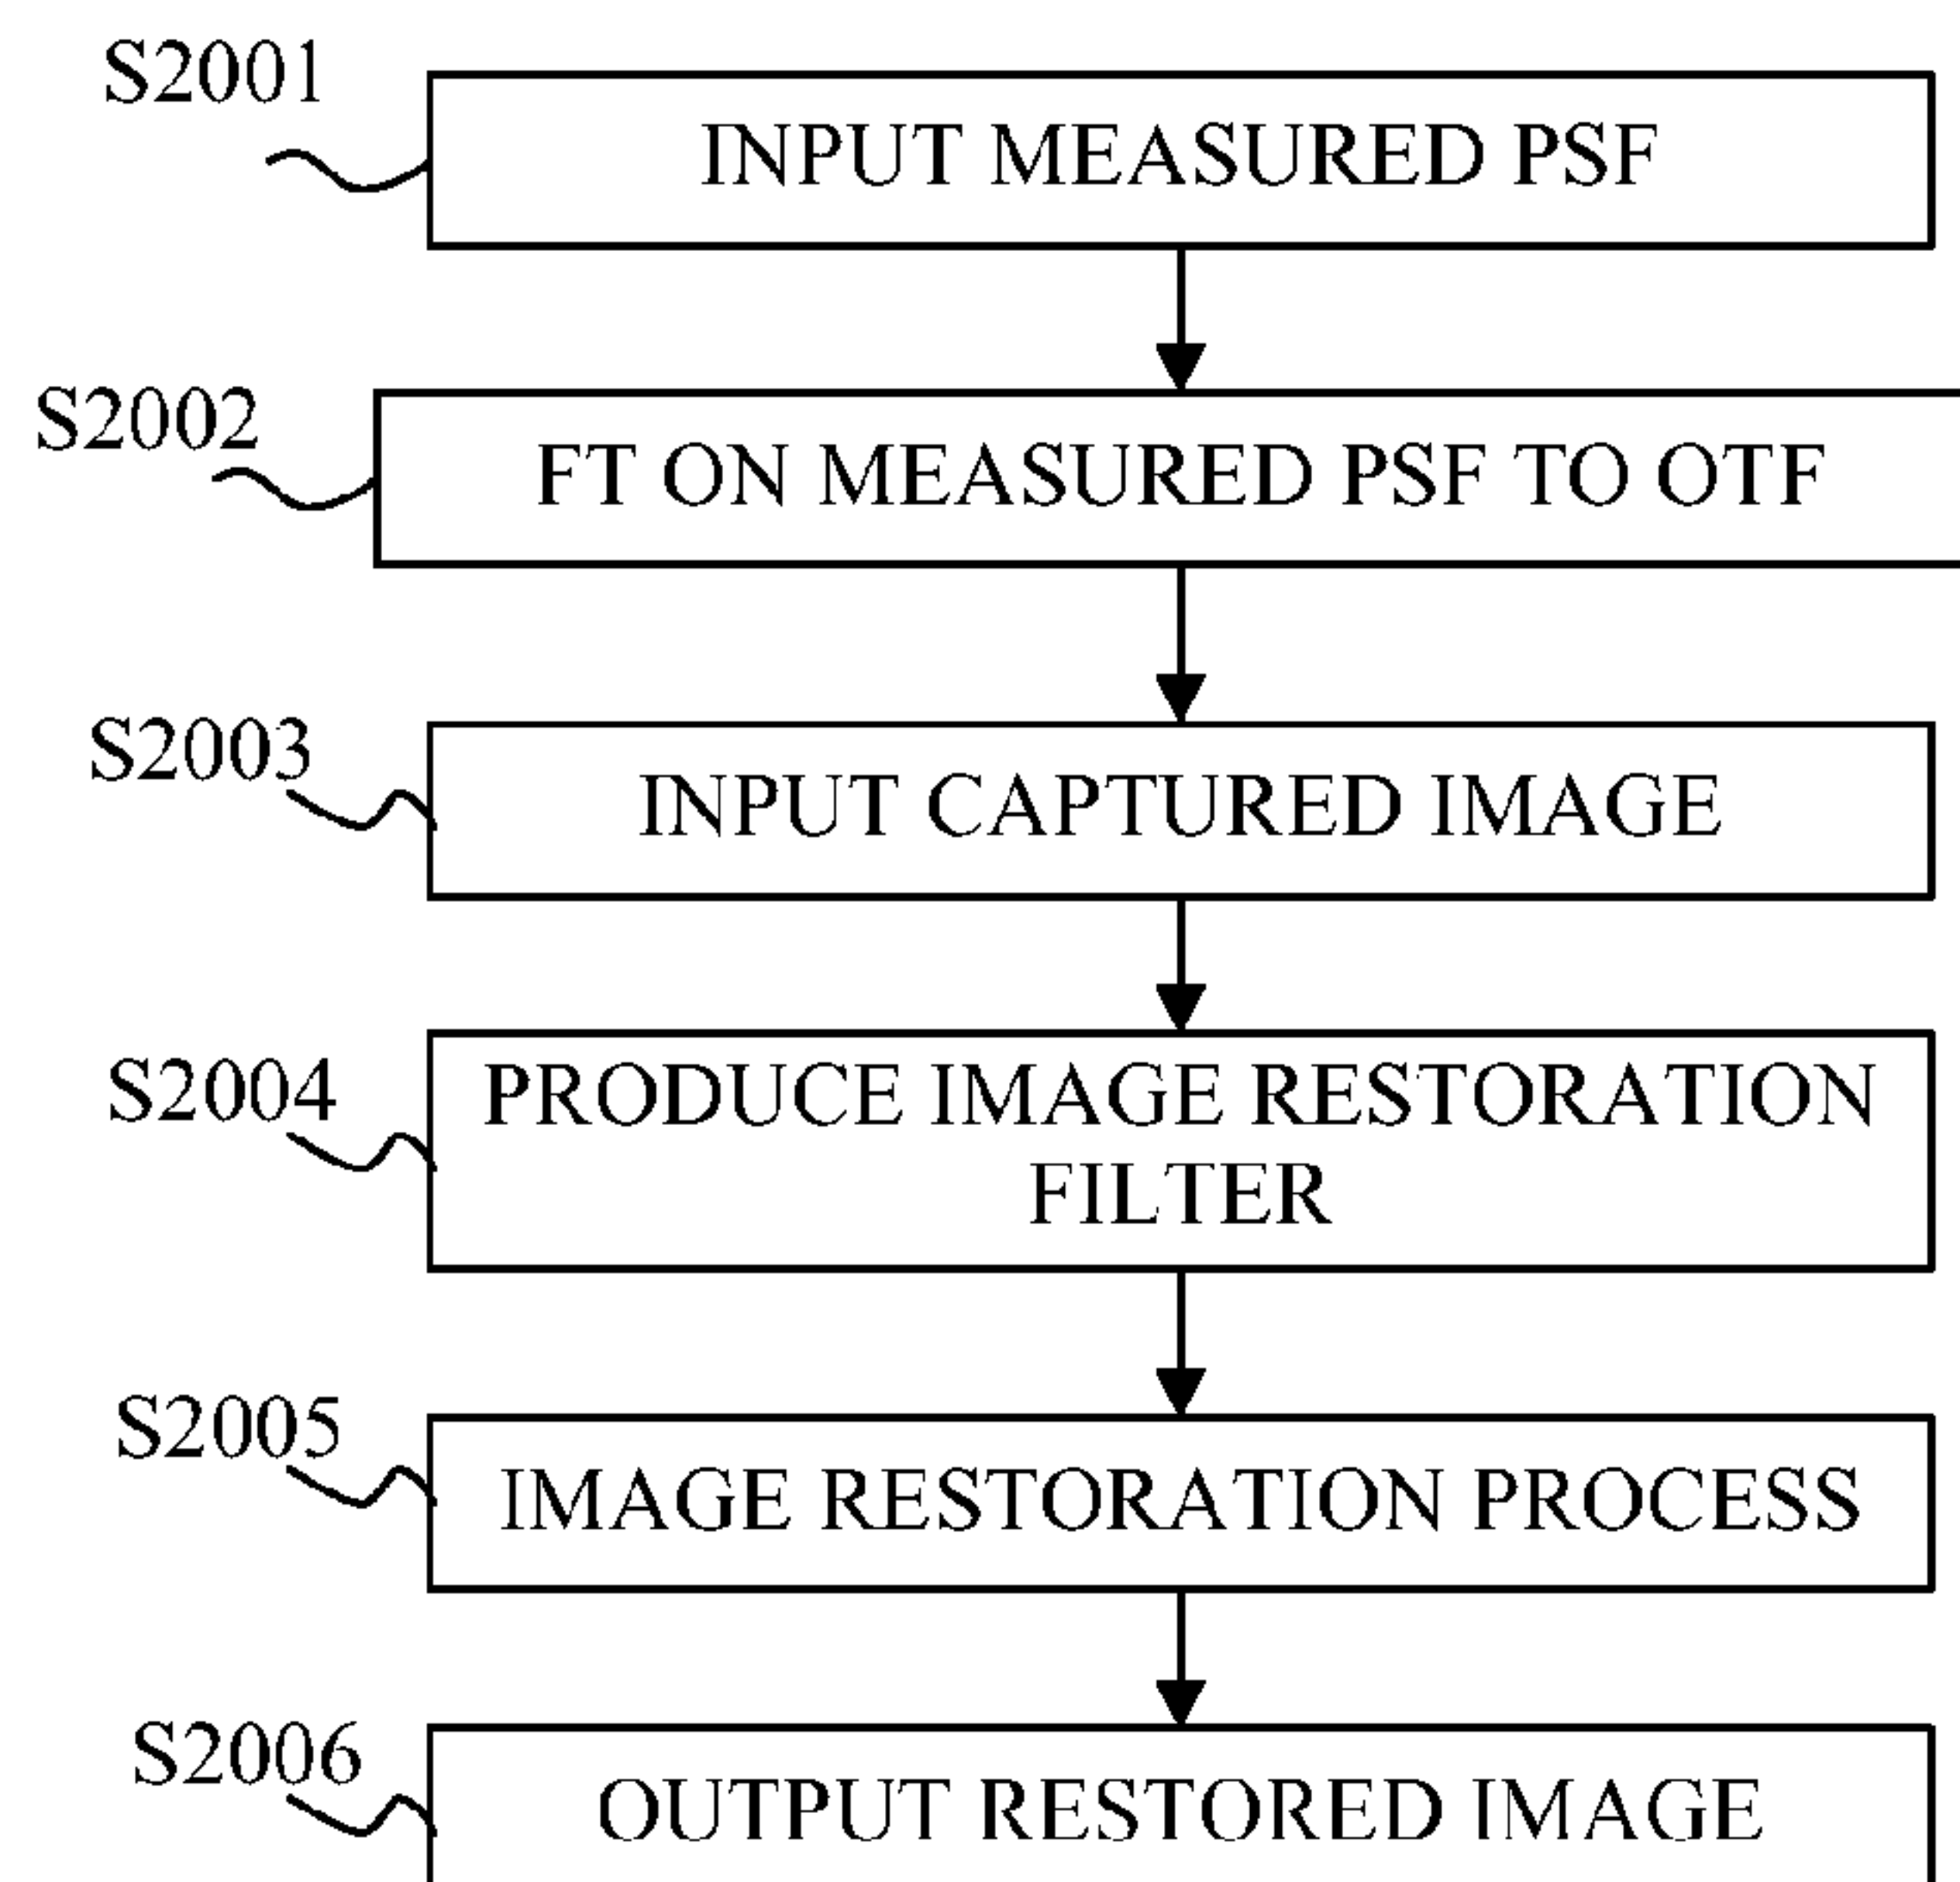 S2001
INPUT MEASURED PSF
S2002
FT ON MEASURED PSF TO OTF
S2003
INPUT CAPTURED IMAGE
S2004
PRODUCE IMAGE RESTORATION
FILTER
S2005
IMAGE RESTORATION PROCESS
S2006
OUTPUT RESTORED IMAGE